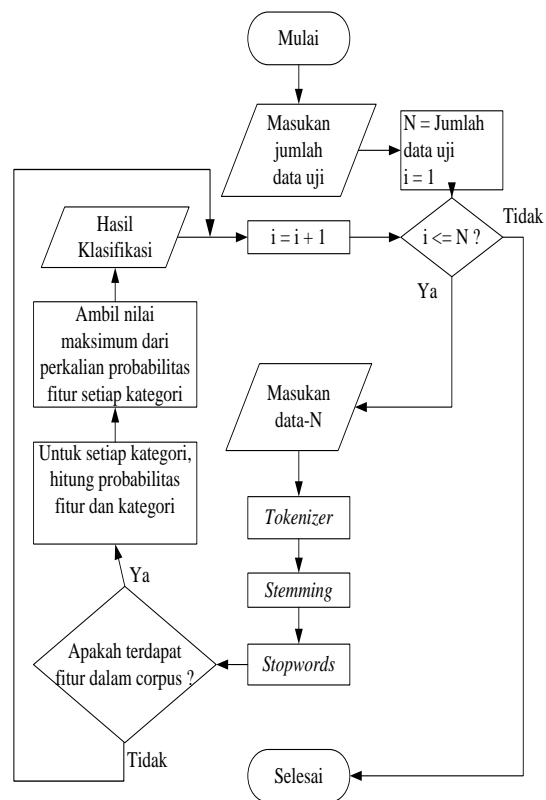 Mulai
Masukan
jumlah
data uji
N = Jumlah
data uji
i = 1
i <= N ?
Tidak
Ya
i = i + 1
Hasil
Klasifikasi
Ambil nilai
maksimum dari
perkalian probabilitas
fitur setiap kategori
Untuk setiap kategori,
hitung probabilitas
fitur dan kategori
Ya
Apakah terdapat
fitur dalam corpus ?
Tidak
Masukan
data-N
Tokenizer
Stemming
Stopwords
Selesai